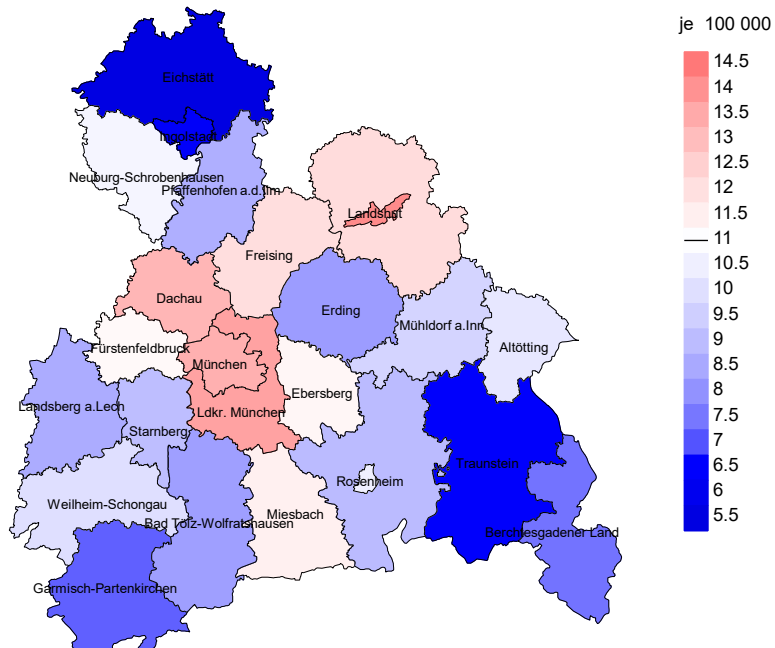 je 100 000
14.5
14
13.5
13
12.5
12
11.5
11
10.5
10
9.5
9
8.5
8
7.5
7
6.5
6
5.5
Eichstätt
Ingolstadt
Neuburg-Schrobenhausen
Pfaffenhofen a.d.Ilm
Landshut
Freising
Dachau
Erding
Mühldorf a.Inn
Altötting
Fürstenfeldbruck
München
Ebersberg
Landsberg a.Lech
Ldkr. München
Starnberg
Traunstein
Rosenheim
Weilheim-Schongau
Miesbach
Bad Tölz-Wolfratshausen
Berchtesgadener Land
Garmisch-Partenkirchen